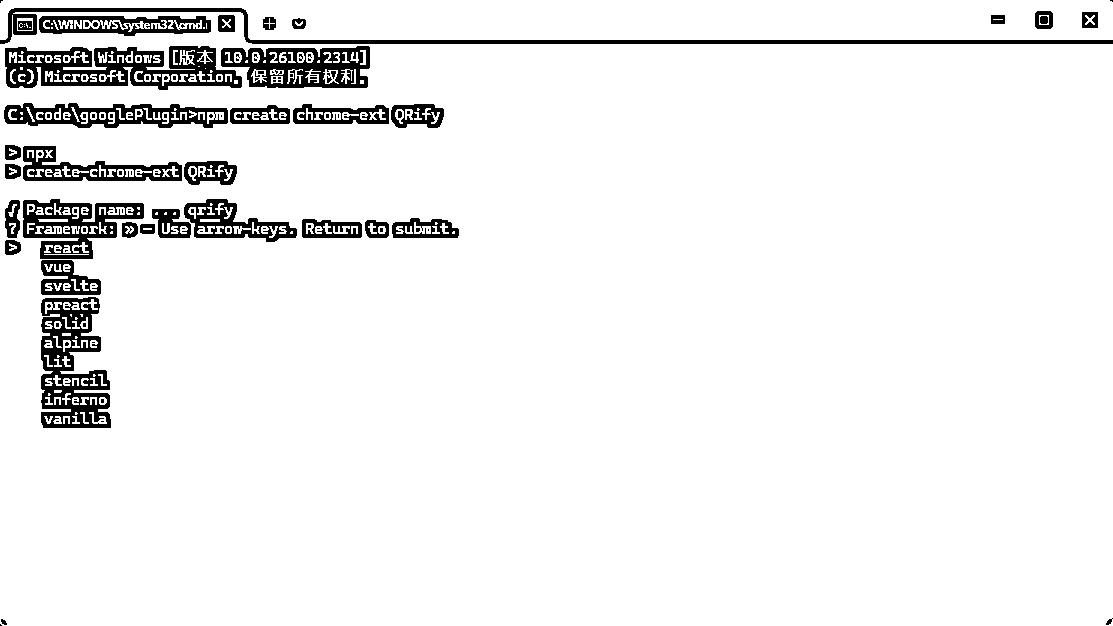 C:\WINDOWS\system32\cmd.
Microsoft Windows [版本 10.0.26100.2314]
(c) Microsoft Corporation。保留所有权利。
C:\code\googlePlugin>npm create chrome-ext QRify
> npx
> create-chrome-ext QRify
√ Package name: ... qrify
? Framework: » - Use arrow-keys. Return to submit.
> react
vue
svelte
preact
solid
alpine
lit
stencil
inferno
vanilla